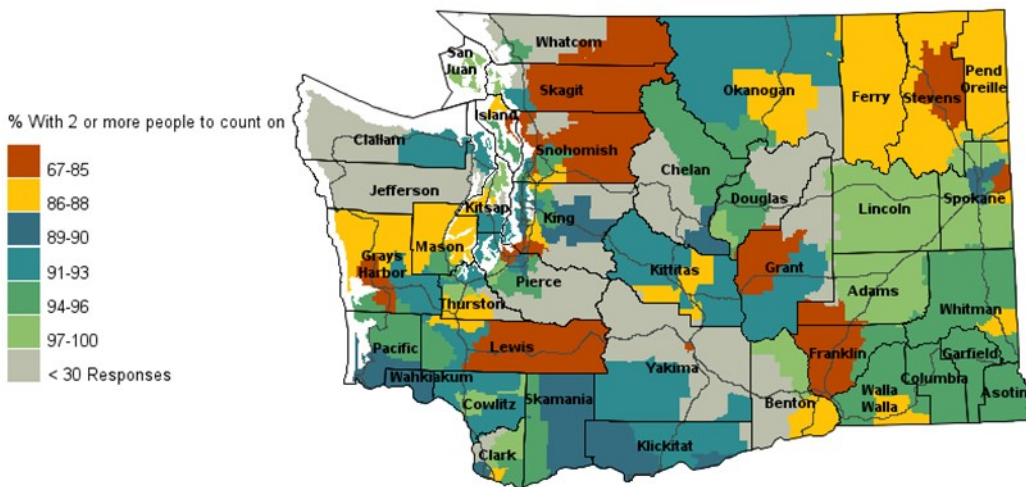 % With 2 or more people to count on
67-85
86-88
89-90
91-93
94-96
97-100
< 30 Responses
Whatcom
San
Juan
Skagit
Okanogan
Ferry
Stevens
Pend
Oreille
Island
Clallam
Snohomish
Chelan
Jefferson
Kitsap
King
Douglas
Lincoln
Spokane
Mason
Gray's
Harbor
Kittitas
Grant
Pierce
Thurston
Adams
Whitman
Pacific
Lewis
Franklin
Garfield
Wahkiakum
Yakima
Walla
Walla
Columbia
Asotin
Cowlitz
Skamania
Benton
Klickitat
Clark